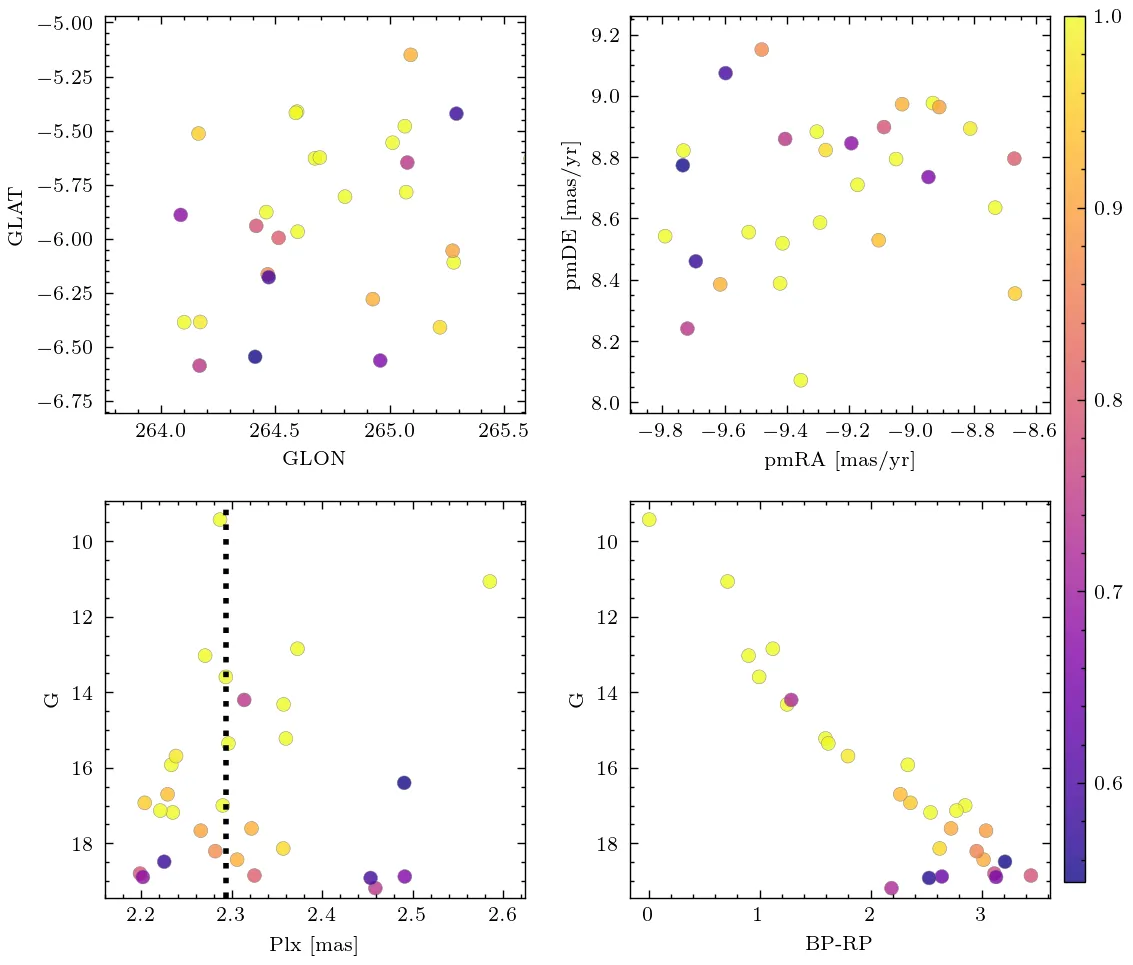 −5.00
−5.25
−5.50
−5.75
−6.00
−6.25
−6.50
−6.75
GLAT
264.0 264.5 265.0 265.5
GLON
9.2
9.0
8.8
8.6
8.4
8.2
8.0
pmDE [mas/yr]
−9.8 −9.6 −9.4 −9.2 −9.0 −8.8 −8.6
pmRA [mas/yr]
1.0
0.9
0.8
0.7
0.6
10
12
14
16
18
G
2.2 2.3 2.4 2.5 2.6
Plx [mas]
10
12
14
16
18
G
0 1 2 3
BP-RP